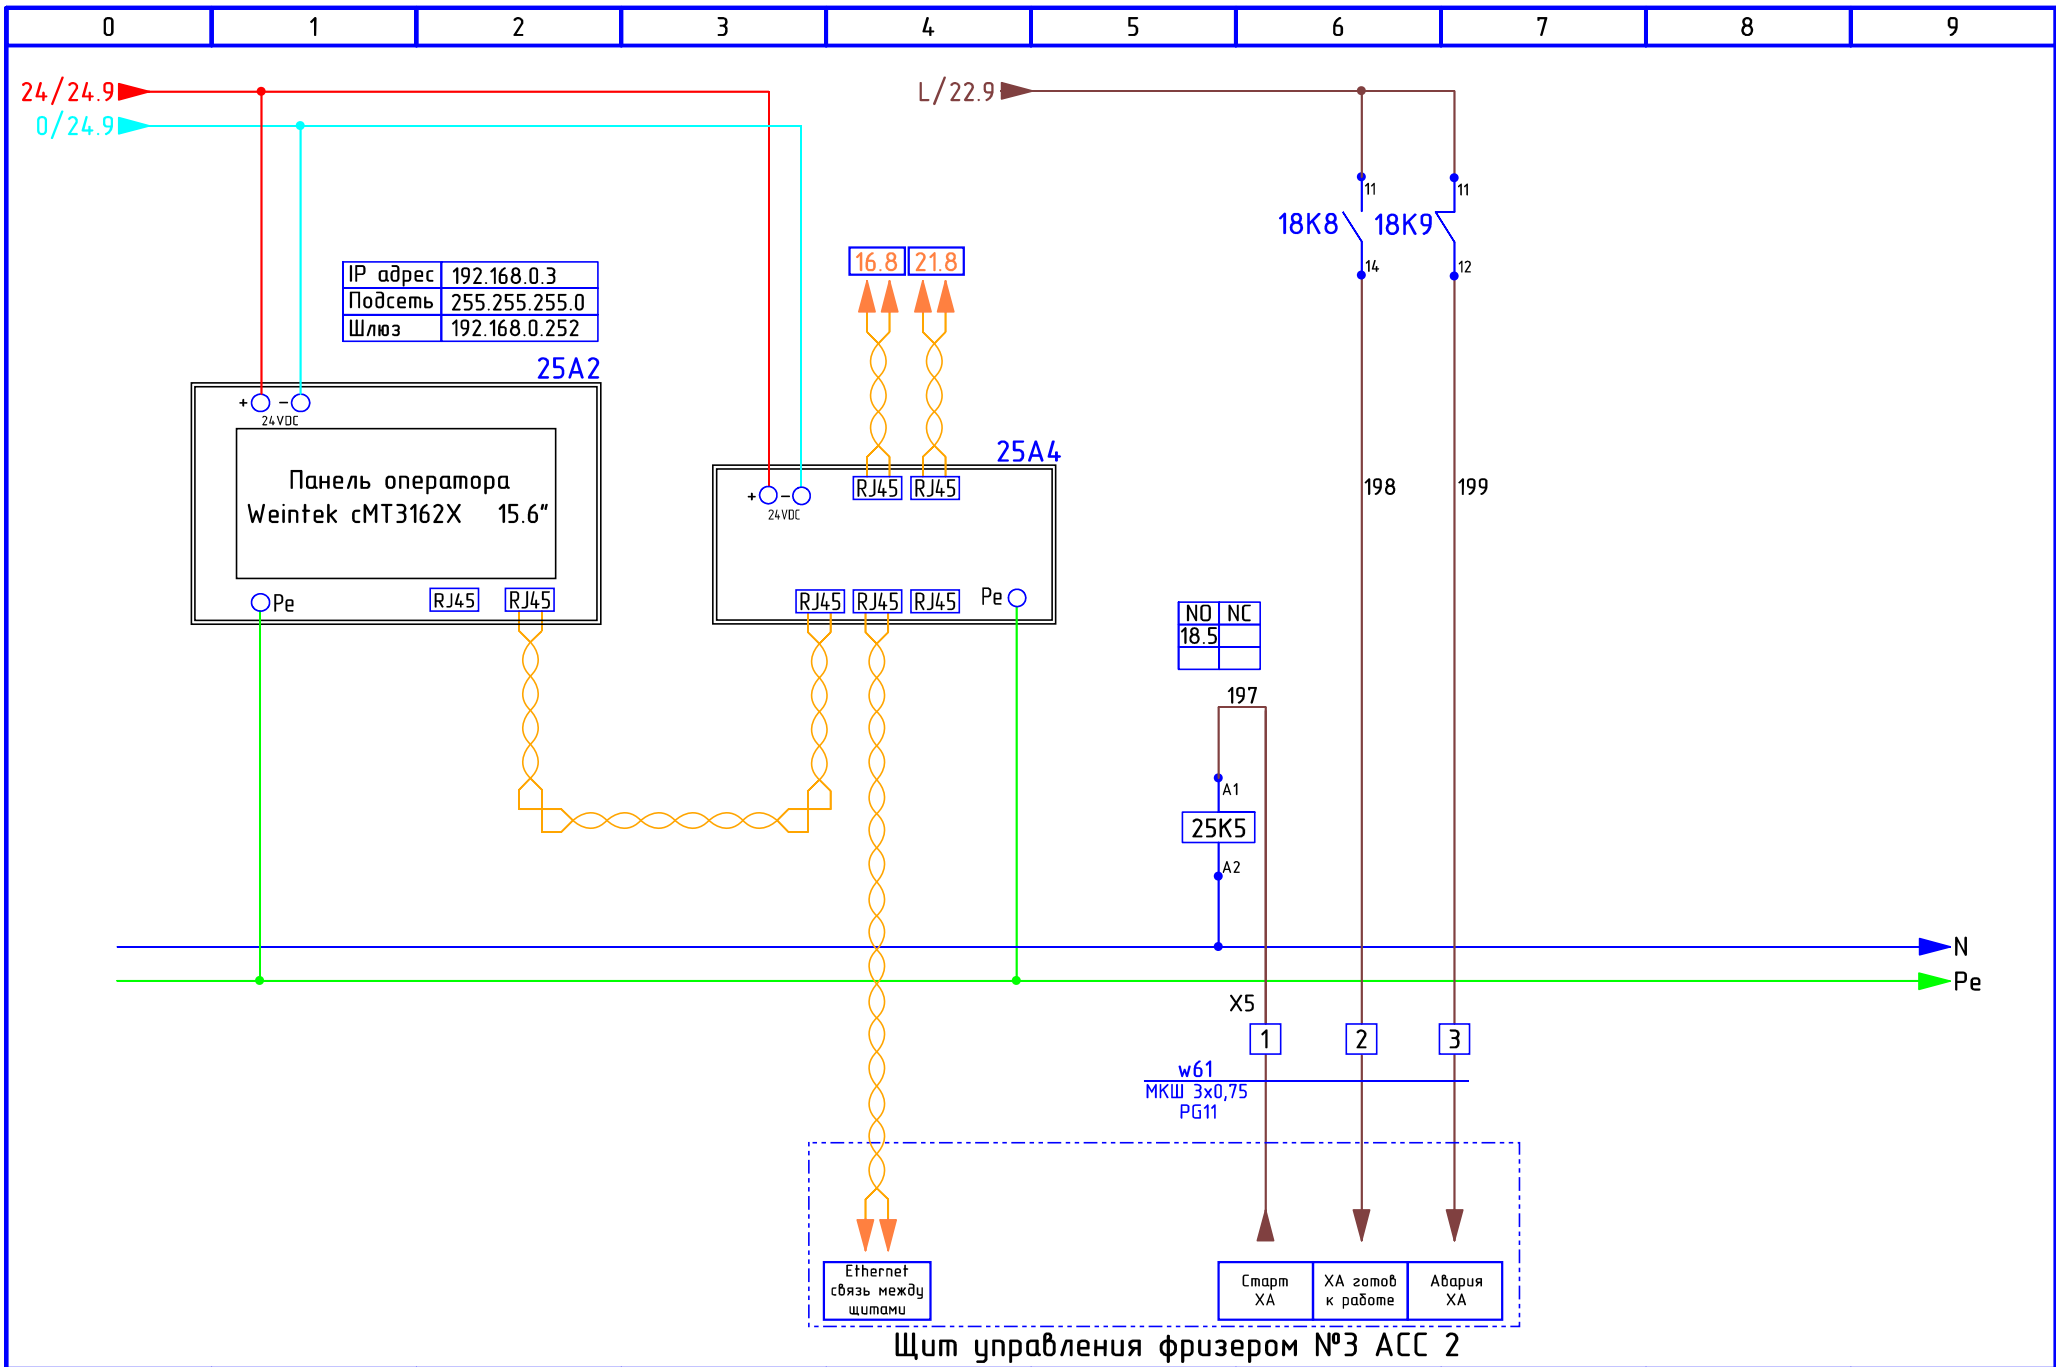 0 1 2 3 4 5 6 7 8 9
24/24.9
0/24.9
L/22.9
11
11
18K8
18K9
14
12
16.8
21.8
IP адрес 192.168.0.3
Подсеть 255.255.255.0
Шлюз 192.168.0.252
25A2
+ −
24VDC
Панель оператора
Weintek cMT3162X 15.6"
Pe
RJ45
RJ45
25A4
RJ45
RJ45
+ −
24VDC
RJ45
RJ45
RJ45
Pe
198
199
NO NC
18.5
197
A1
25K5
A2
N
Pe
X5
1
2
3
w61
МКШ 3x0,75
PG11
Ethernet
связь между
щитами
Старт
ХА
ХА готов
к работе
Авария
ХА
Щит управления фризером №3 АСС 2